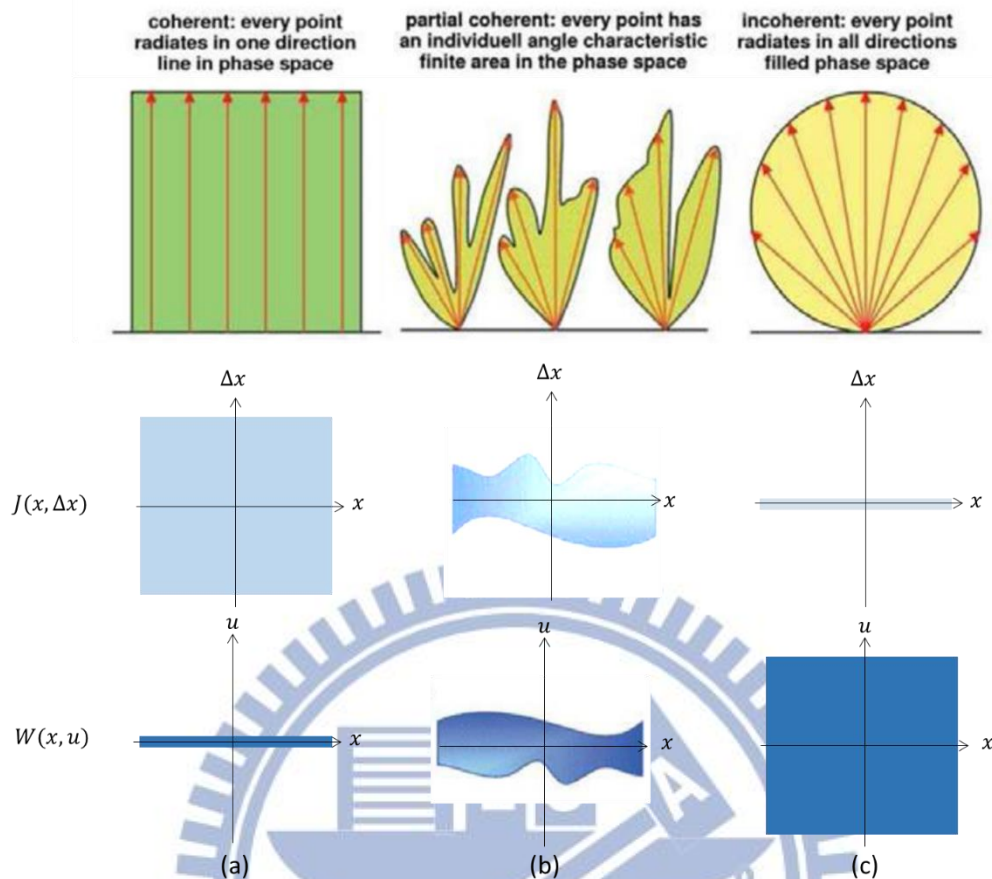 coherent: every point
radiates in one direction
line in phase space
partial coherent: every point has
an individuell angle characteristic
finite area in the phase space
incoherent: every point
radiates in all directions
filled phase space
Δx
Δx
Δx
J(x, Δx)
x
x
x
u
u
u
W(x, u)
x
x
x
A
(a)
(b)
(c)